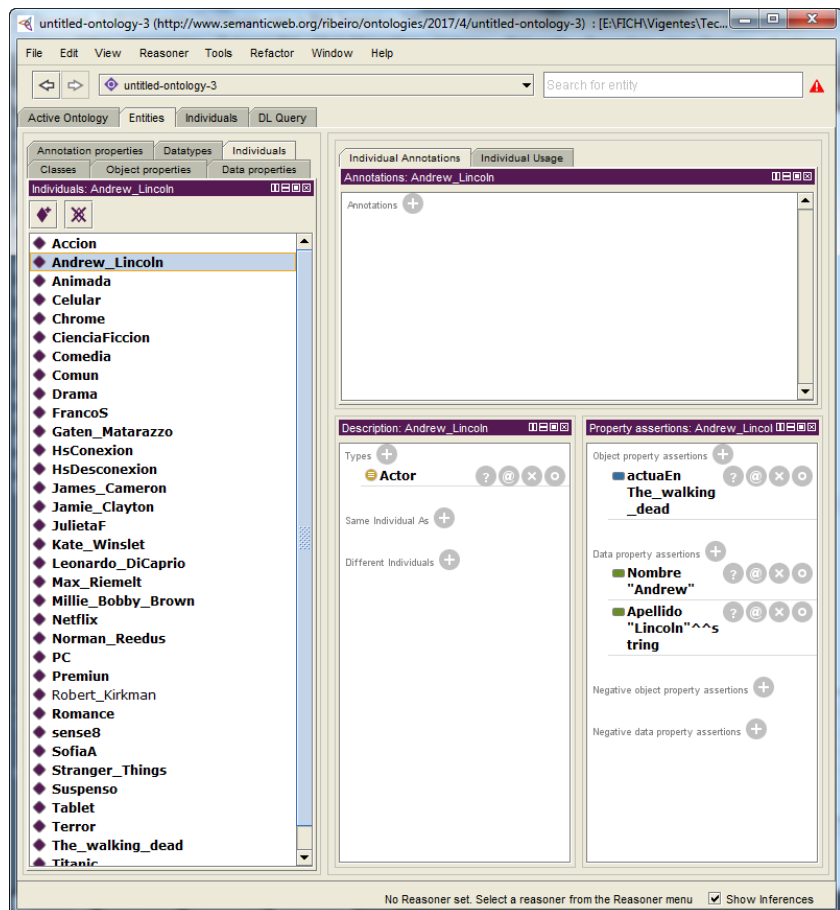 untitled-ontology-3 (http://www.semanticweb.org/ribeiro/ontologies/2017/4/untitled-ontology-3) : [E:\FICH\Vigentes\Tec...
File Edit View Reasoner Tools Refactor Window Help
untitled-ontology-3
Search for entity
Active Ontology Entities Individuals DL Query
Annotation properties Datatypes Individuals
Classes Object properties Data properties
Individuals: Andrew_Lincoln
Accion
Andrew_Lincoln
Animada
Celular
Chrome
CienciaFiccion
Comedia
Comun
Drama
FrancoS
Gaten_Matarazzo
HsConexion
HsDesconexion
James_Cameron
Jamie_Clayton
JulietaF
Kate_Winslet
Leonardo_DiCaprio
Max_Riemelt
Millie_Bobby_Brown
Netflix
Norman_Reedus
PC
Premiun
Robert_Kirkman
Romance
sense8
SofiaA
Stranger_Things
Suspenso
Tablet
Terror
The_walking_dead
Titanic
Individual Annotations Individual Usage
Annotations: Andrew_Lincoln
Annotations
Description: Andrew_Lincoln
Types
Actor
Same Individual As
Different Individuals
Property assertions: Andrew_Lincol
Object property assertions
actuaEn
The_walking
_dead
Data property assertions
Nombre
"Andrew"
Apellido
"Lincoln"^^s
tring
Negative object property assertions
Negative data property assertions
No Reasoner set. Select a reasoner from the Reasoner menu Show Inferences